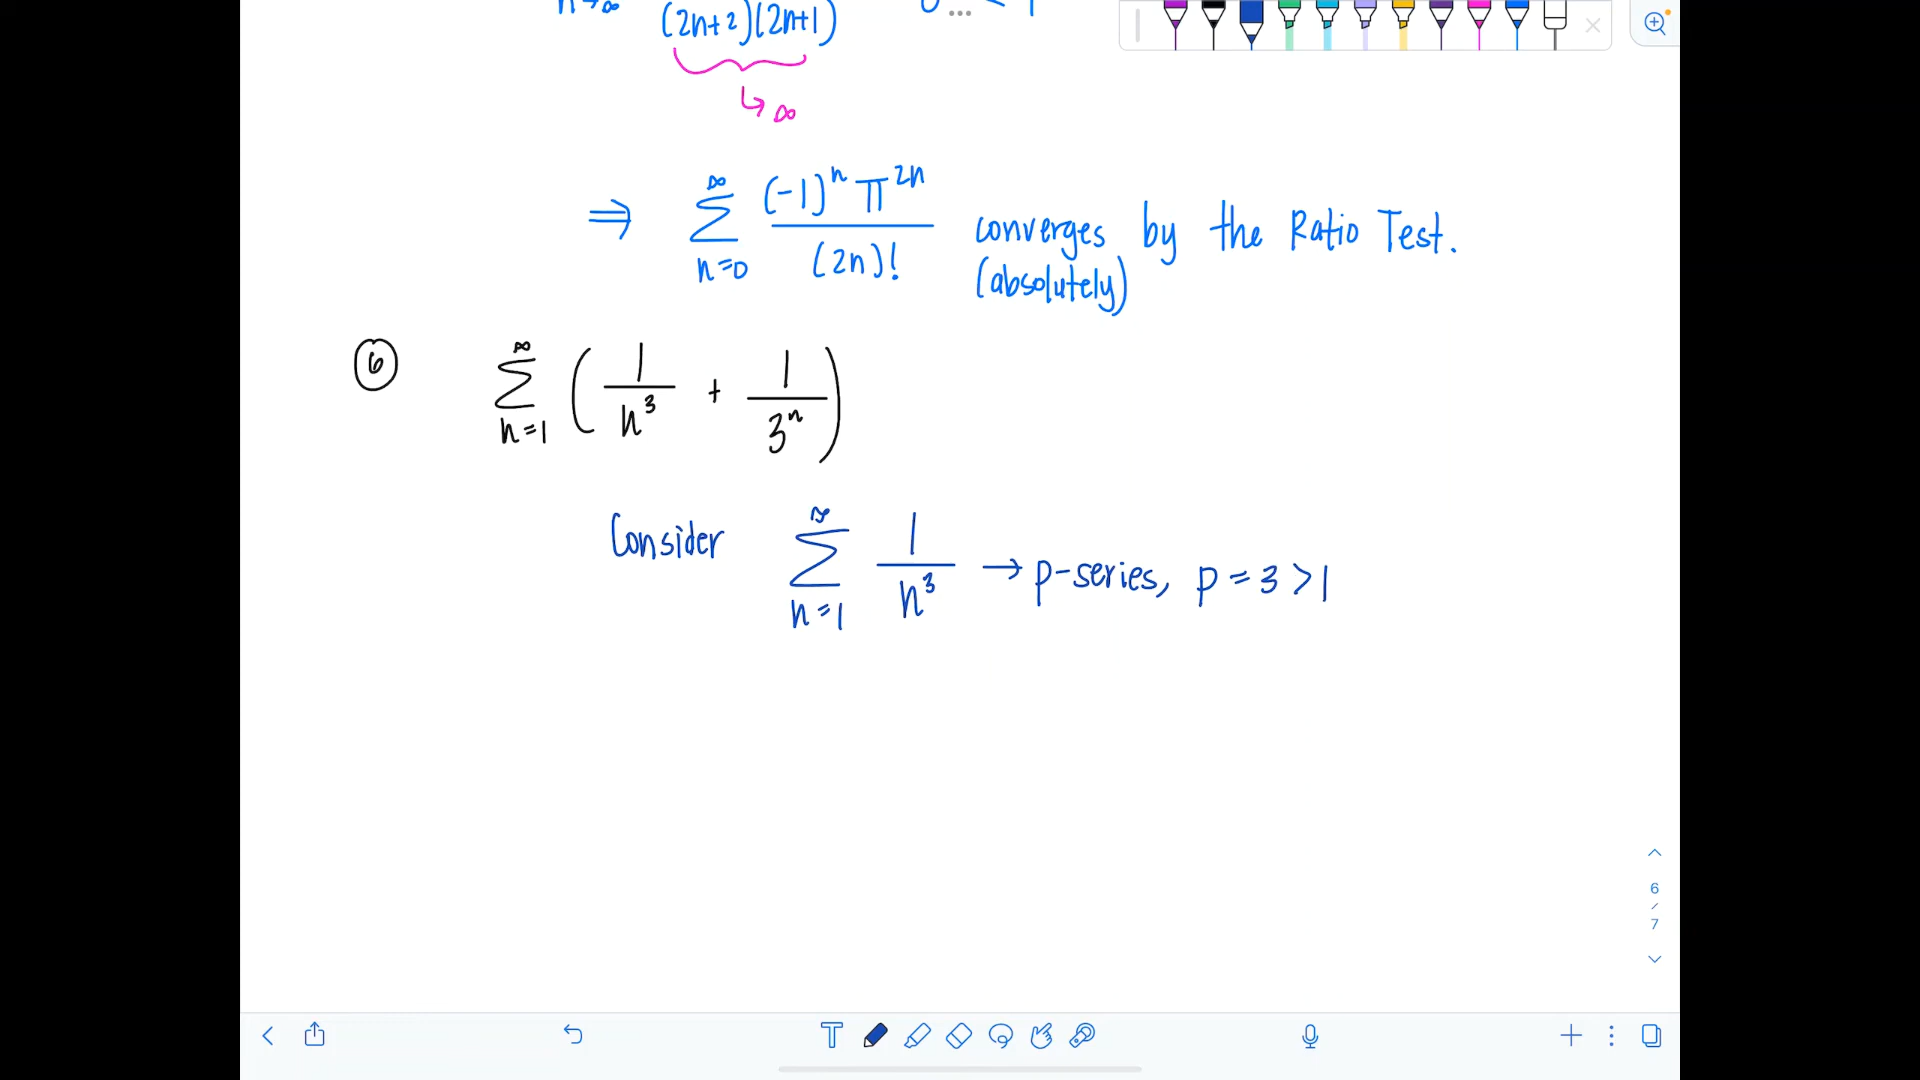 n→∞ (2n+2)(2n+1)
↳ ∞
⇒ ∞ ∑ n=0 (-1)^n π^{2n} / (2n)! converges by the Ratio Test.
(absolutely)
⑥ ∞ ∑ n=1 ( 1/n^3 + 1/3^n )
Consider ∞ ∑ n=1 1/n^3 → p-series, p = 3 > 1
6
/
7
T